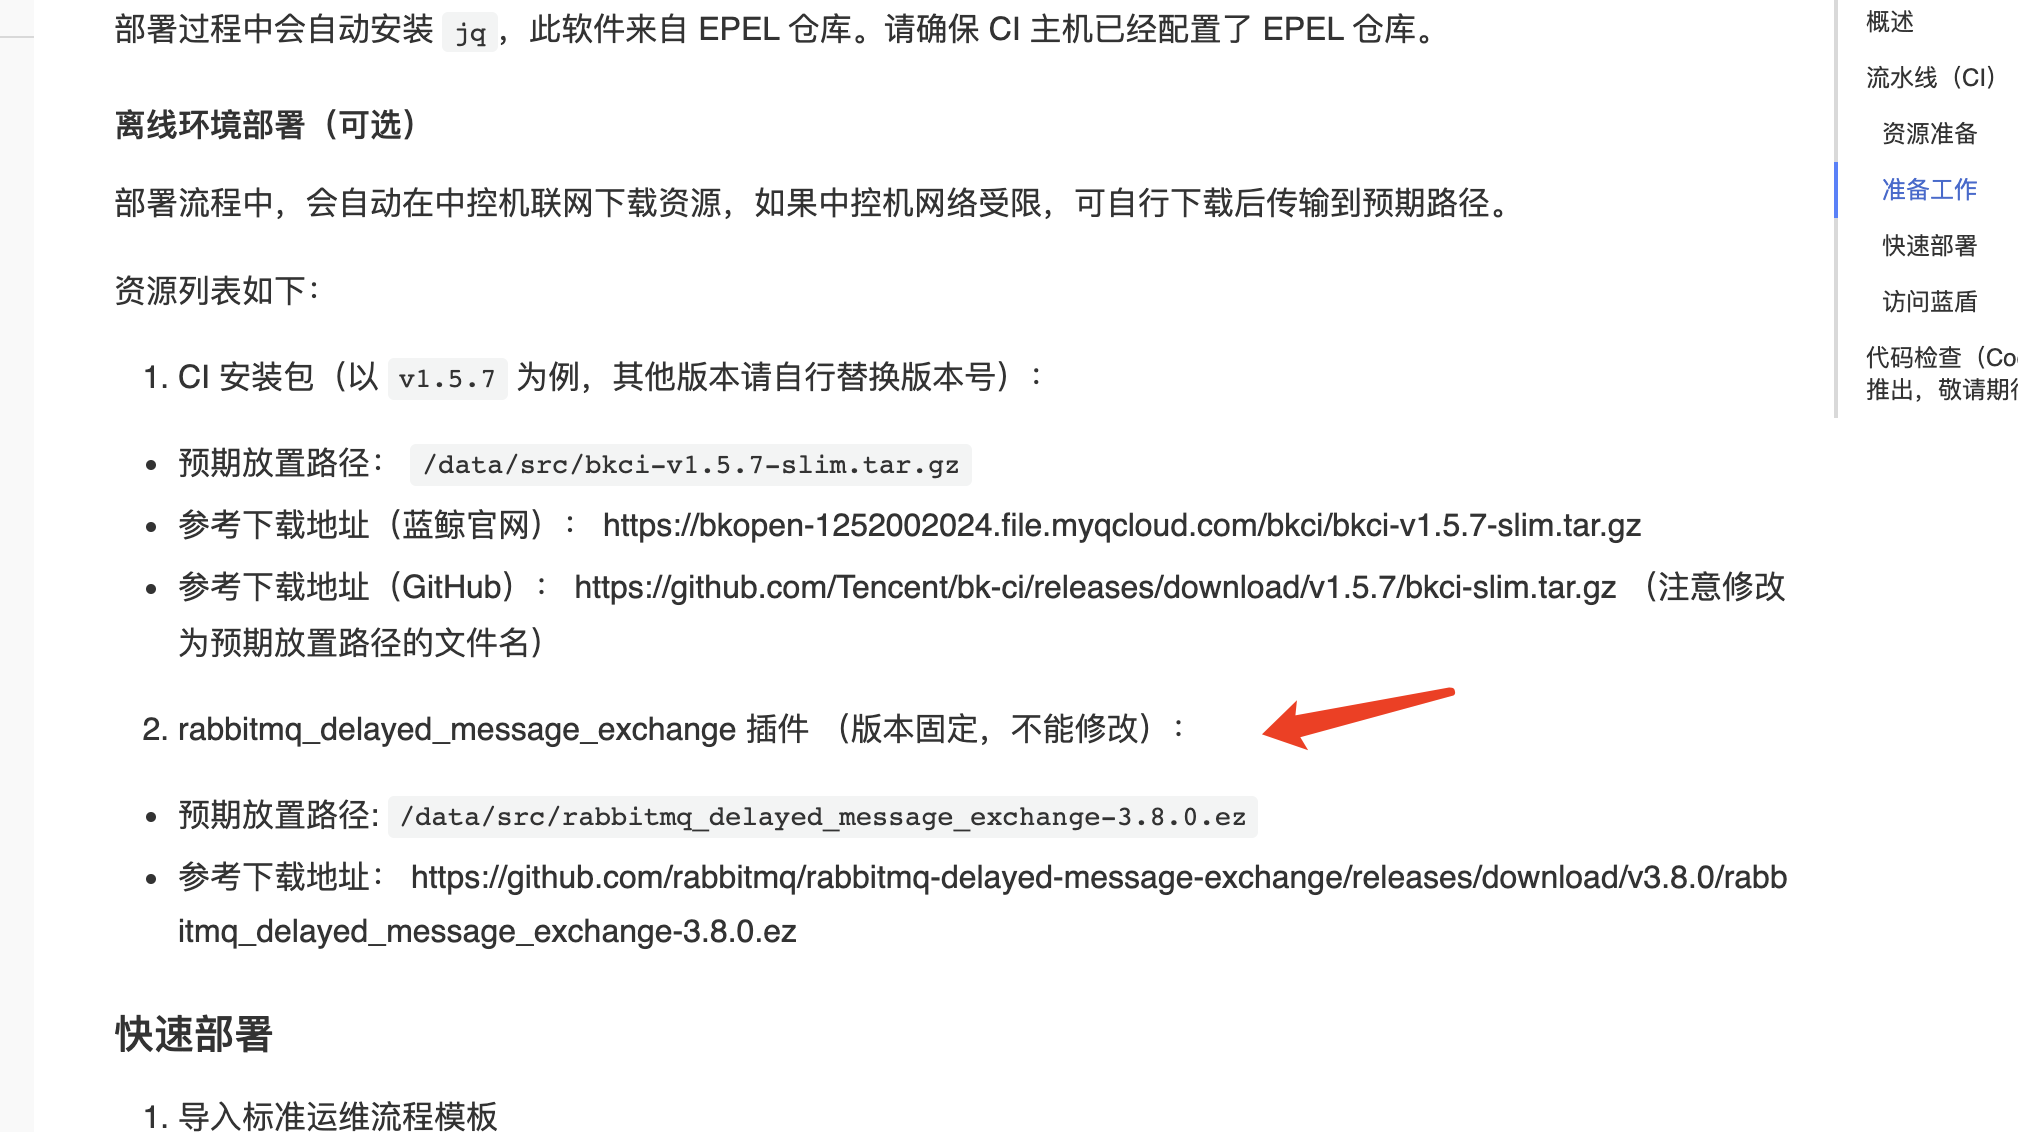 部署过程中会自动安装 jq，此软件来自 EPEL 仓库。请确保 CI 主机已经配置了 EPEL 仓库。
离线环境部署（可选）
部署流程中，会自动在中控机联网下载资源，如果中控机网络受限，可自行下载后传输到预期路径。
资源列表如下：
1. CI 安装包（以 v1.5.7 为例，其他版本请自行替换版本号）：
• 预期放置路径： /data/src/bkci-v1.5.7-slim.tar.gz
• 参考下载地址（蓝鲸官网）： https://bkopen-1252002024.file.myqcloud.com/bkci/bkci-v1.5.7-slim.tar.gz
• 参考下载地址（GitHub）： https://github.com/Tencent/bk-ci/releases/download/v1.5.7/bkci-slim.tar.gz （注意修改
为预期放置路径的文件名）
2. rabbitmq_delayed_message_exchange 插件 （版本固定，不能修改）：
• 预期放置路径: /data/src/rabbitmq_delayed_message_exchange-3.8.0.ez
• 参考下载地址： https://github.com/rabbitmq/rabbitmq-delayed-message-exchange/releases/download/v3.8.0/rabb
itmq_delayed_message_exchange-3.8.0.ez
快速部署
1. 导入标准运维流程模板
概述
流水线（CI）
资源准备
准备工作
快速部署
访问蓝盾
代码检查（Co
推出，敬请期